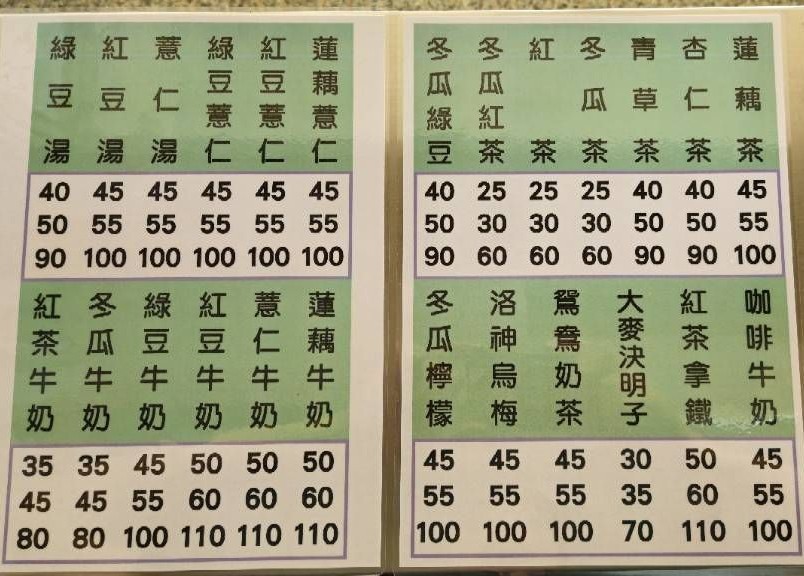 綠豆湯
紅豆湯
薏仁湯
綠豆薏仁
紅豆薏仁
蓮藕薏仁
40 45 45 45 45 45
50 55 55 55 55 55
90 100 100 100 100 100
紅茶牛奶
冬瓜牛奶
綠豆牛奶
紅豆牛奶
薏仁牛奶
蓮藕牛奶
35 35 45 50 50 50
45 45 55 60 60 60
80 80 100 110 110 110
冬瓜綠豆
冬瓜紅茶
紅茶
冬瓜茶
青草茶
杏仁茶
蓮藕茶
40 25 25 25 40 40 45
50 30 30 30 50 50 55
90 60 60 60 90 90 100
冬瓜檸檬
洛神烏梅
鴛鴦奶茶
大麥決明子
紅茶拿鐵
咖啡牛奶
45 45 45 30 50 45
55 55 55 35 60 55
100 100 100 70 110 100